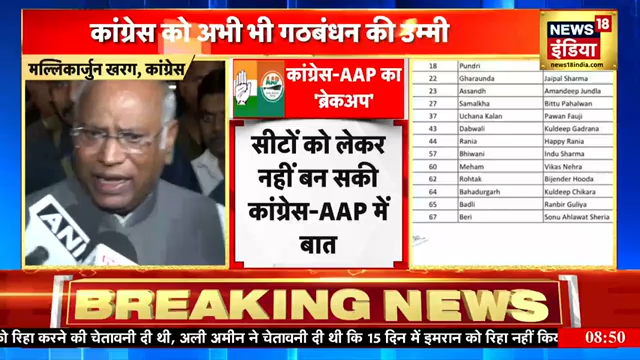 कांग्रेस को अभी भी गठबंधन की उम्मी
NEWS 18
इंडिया
news18india.com
मल्लिकार्जुन खरग, कांग्रेस
कांग्रेस-AAP का
'ब्रेकअप'
सीटों को लेकर
नहीं बन सकी
कांग्रेस-AAP में
बात
ANI
18 Pundri
22 Gharaunda Jaipal Sharma
23 Assandh Amandeep Jundla
27 Samalkha Bittu Pahalwan
37 Uchana Kalan Pawan Fauji
43 Dabwali Kuldeep Gadrana
44 Rania Happy Rania
57 Bhiwani Indu Sharma
60 Meham Vikas Nehra
62 Rohtak Bijender Hooda
64 Bahadurgarh Kuldeep Chikara
65 Badli Ranbir Guliya
67 Beri Sonu Ahlawat Sheria
BREAKING NEWS
को रिहा करने की चेतावनी दी थी, अली अमीन ने चेतावनी दी थी कि 15 दिन में इमरान को रिहा नहीं किय
08:50